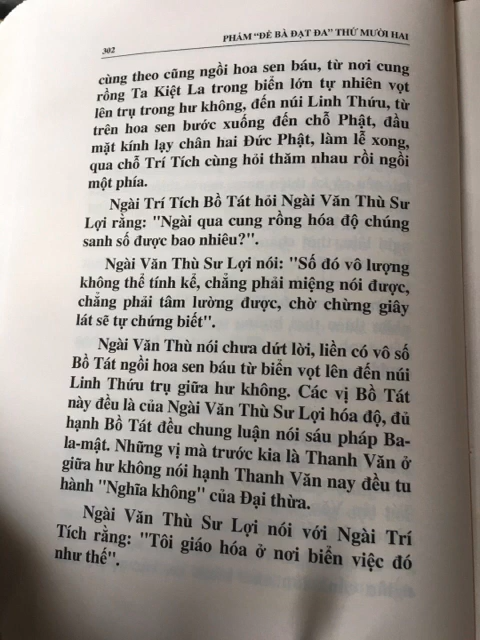 302
PHẨM "ĐỀ BÀ ĐẠT ĐA" THỨ MƯỜI HAI
cùng theo cũng ngồi hoa sen báu, từ nơi cung
rồng Ta Kiệt La trong biển lớn tự nhiên vọt
lên trụ trong hư không, đến núi Linh Thứu, từ
trên hoa sen bước xuống đến chỗ Phật, đầu
mặt kính lạy chân hai Đức Phật, làm lễ xong,
qua chỗ Trí Tích cùng hỏi thăm nhau rồi ngồi
một phía.
Ngài Trí Tích Bồ Tát hỏi Ngài Văn Thù Sư
Lợi rằng: "Ngài qua cung rồng hóa độ chúng
sanh số được bao nhiêu?".
Ngài Văn Thù Sư Lợi nói: "Số đó vô lượng
không thể tính kể, chẳng phải miệng nói được,
chẳng phải tâm lường được, chờ chừng giây
lát sẽ tự chứng biết".
Ngài Văn Thù nói chưa dứt lời, liền có vô số
Bồ Tát ngồi hoa sen báu từ biển vọt lên đến núi
Linh Thứu trụ giữa hư không. Các vị Bồ Tát
này đều là của Ngài Văn Thù Sư Lợi hóa độ, đủ
hạnh Bồ Tát đều chung luận nói sáu pháp Ba-
la-mật. Những vị mà trước kia là Thanh Văn ở
giữa hư không nói hạnh Thanh Văn nay đều tu
hành "Nghĩa không" của Đại thừa.
Ngài Văn Thù Sư Lợi nói với Ngài Trí
Tích rằng: "Tôi giáo hóa ở nơi biển việc đó
như thế".